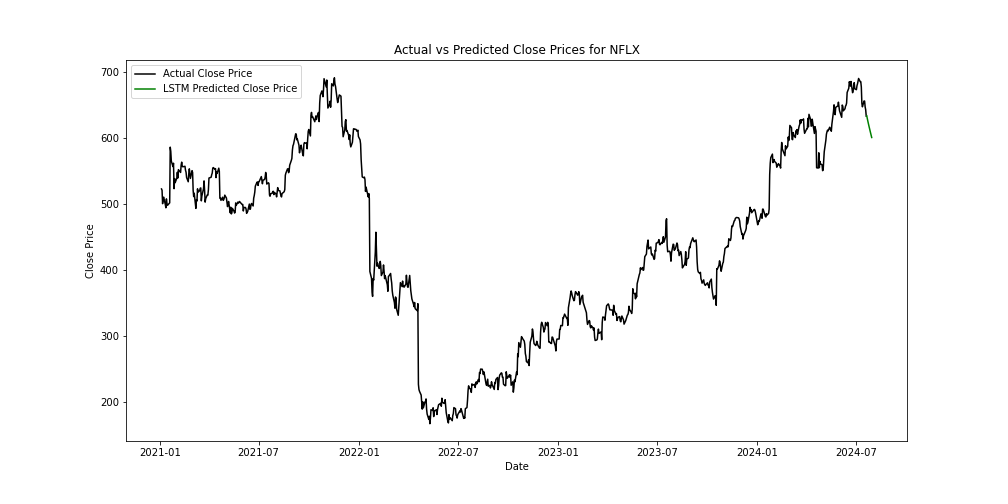 Actual vs Predicted Close Prices for NFLX
Actual Close Price
LSTM Predicted Close Price
Close Price
700
600
500
400
300
200
2021-01
2021-07
2022-01
2022-07
2023-01
2023-07
2024-01
2024-07
Date